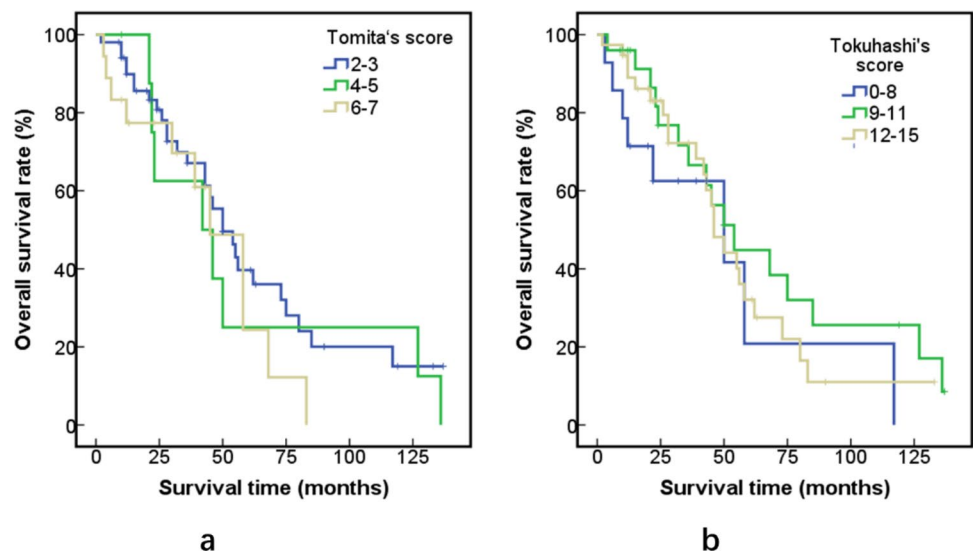 Tomita's score
2-3
4-5
6-7
Overall survival rate (%)
100
80
60
40
20
0
0 25 50 75 100 125
Survival time (months)
a
Tokuhashi's
score
0-8
9-11
12-15
Overall survival rate (%)
100
80
60
40
20
0
0 25 50 75 100 125
Survival time (months)
b